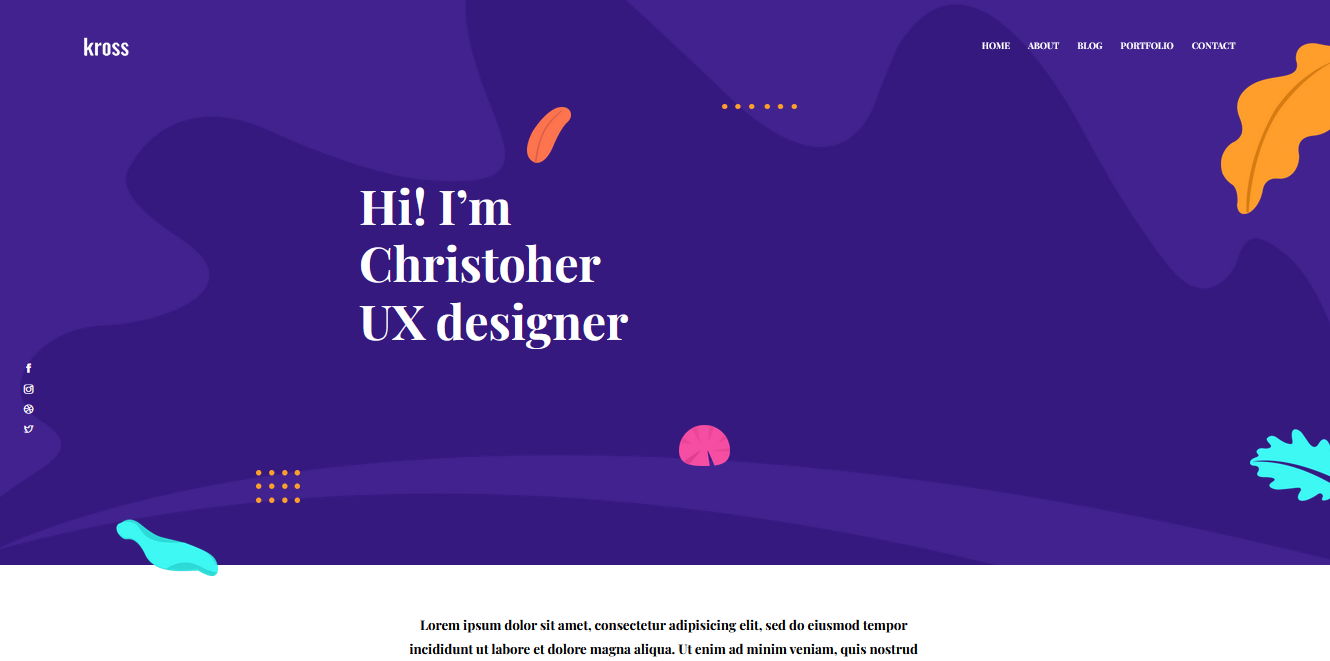 kross
HOME ABOUT BLOG PORTFOLIO CONTACT
Hi! I’m
Christoher
UX designer
Lorem ipsum dolor sit amet, consectetur adipisicing elit, sed do eiusmod tempor
incididunt ut labore et dolore magna aliqua. Ut enim ad minim veniam, quis nostrud